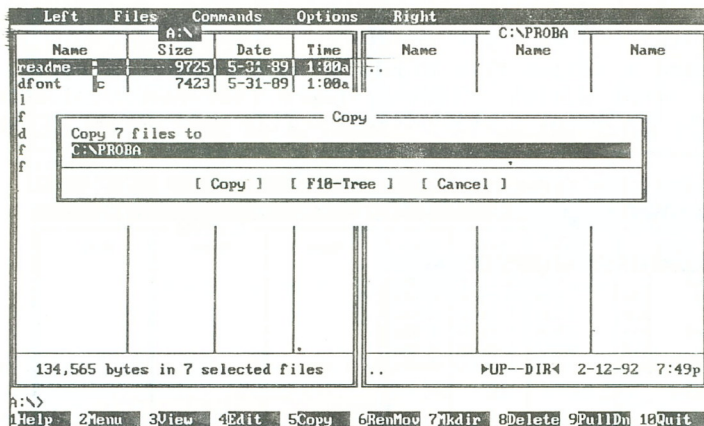 Left Files Commands Options Right
A:\ C:\PROBA
Name Size Date Time Name Name Name
readme 9725 5-31-89 1:00a ..
dfont c 7423 5-31-89 1:00a
l
f Copy
d Copy 7 files to
f C:\PROBA
f
[ Copy ] [ F10-Tree ] [ Cancel ]
134,565 bytes in 7 selected files .. ►UP--DIR◄ 2-12-92 7:49p
A:\>
1Help 2Menu 3View 4Edit 5Copy 6RenMov 7Mkdir 8Delete 9PullDn 10Quit